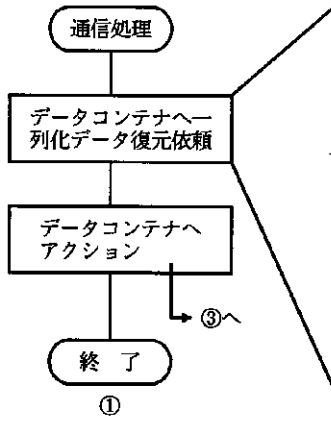 通信処理
データコンテナへ一
列化データ復元依頼
データコンテナへ
アクション
③へ
終 了
①